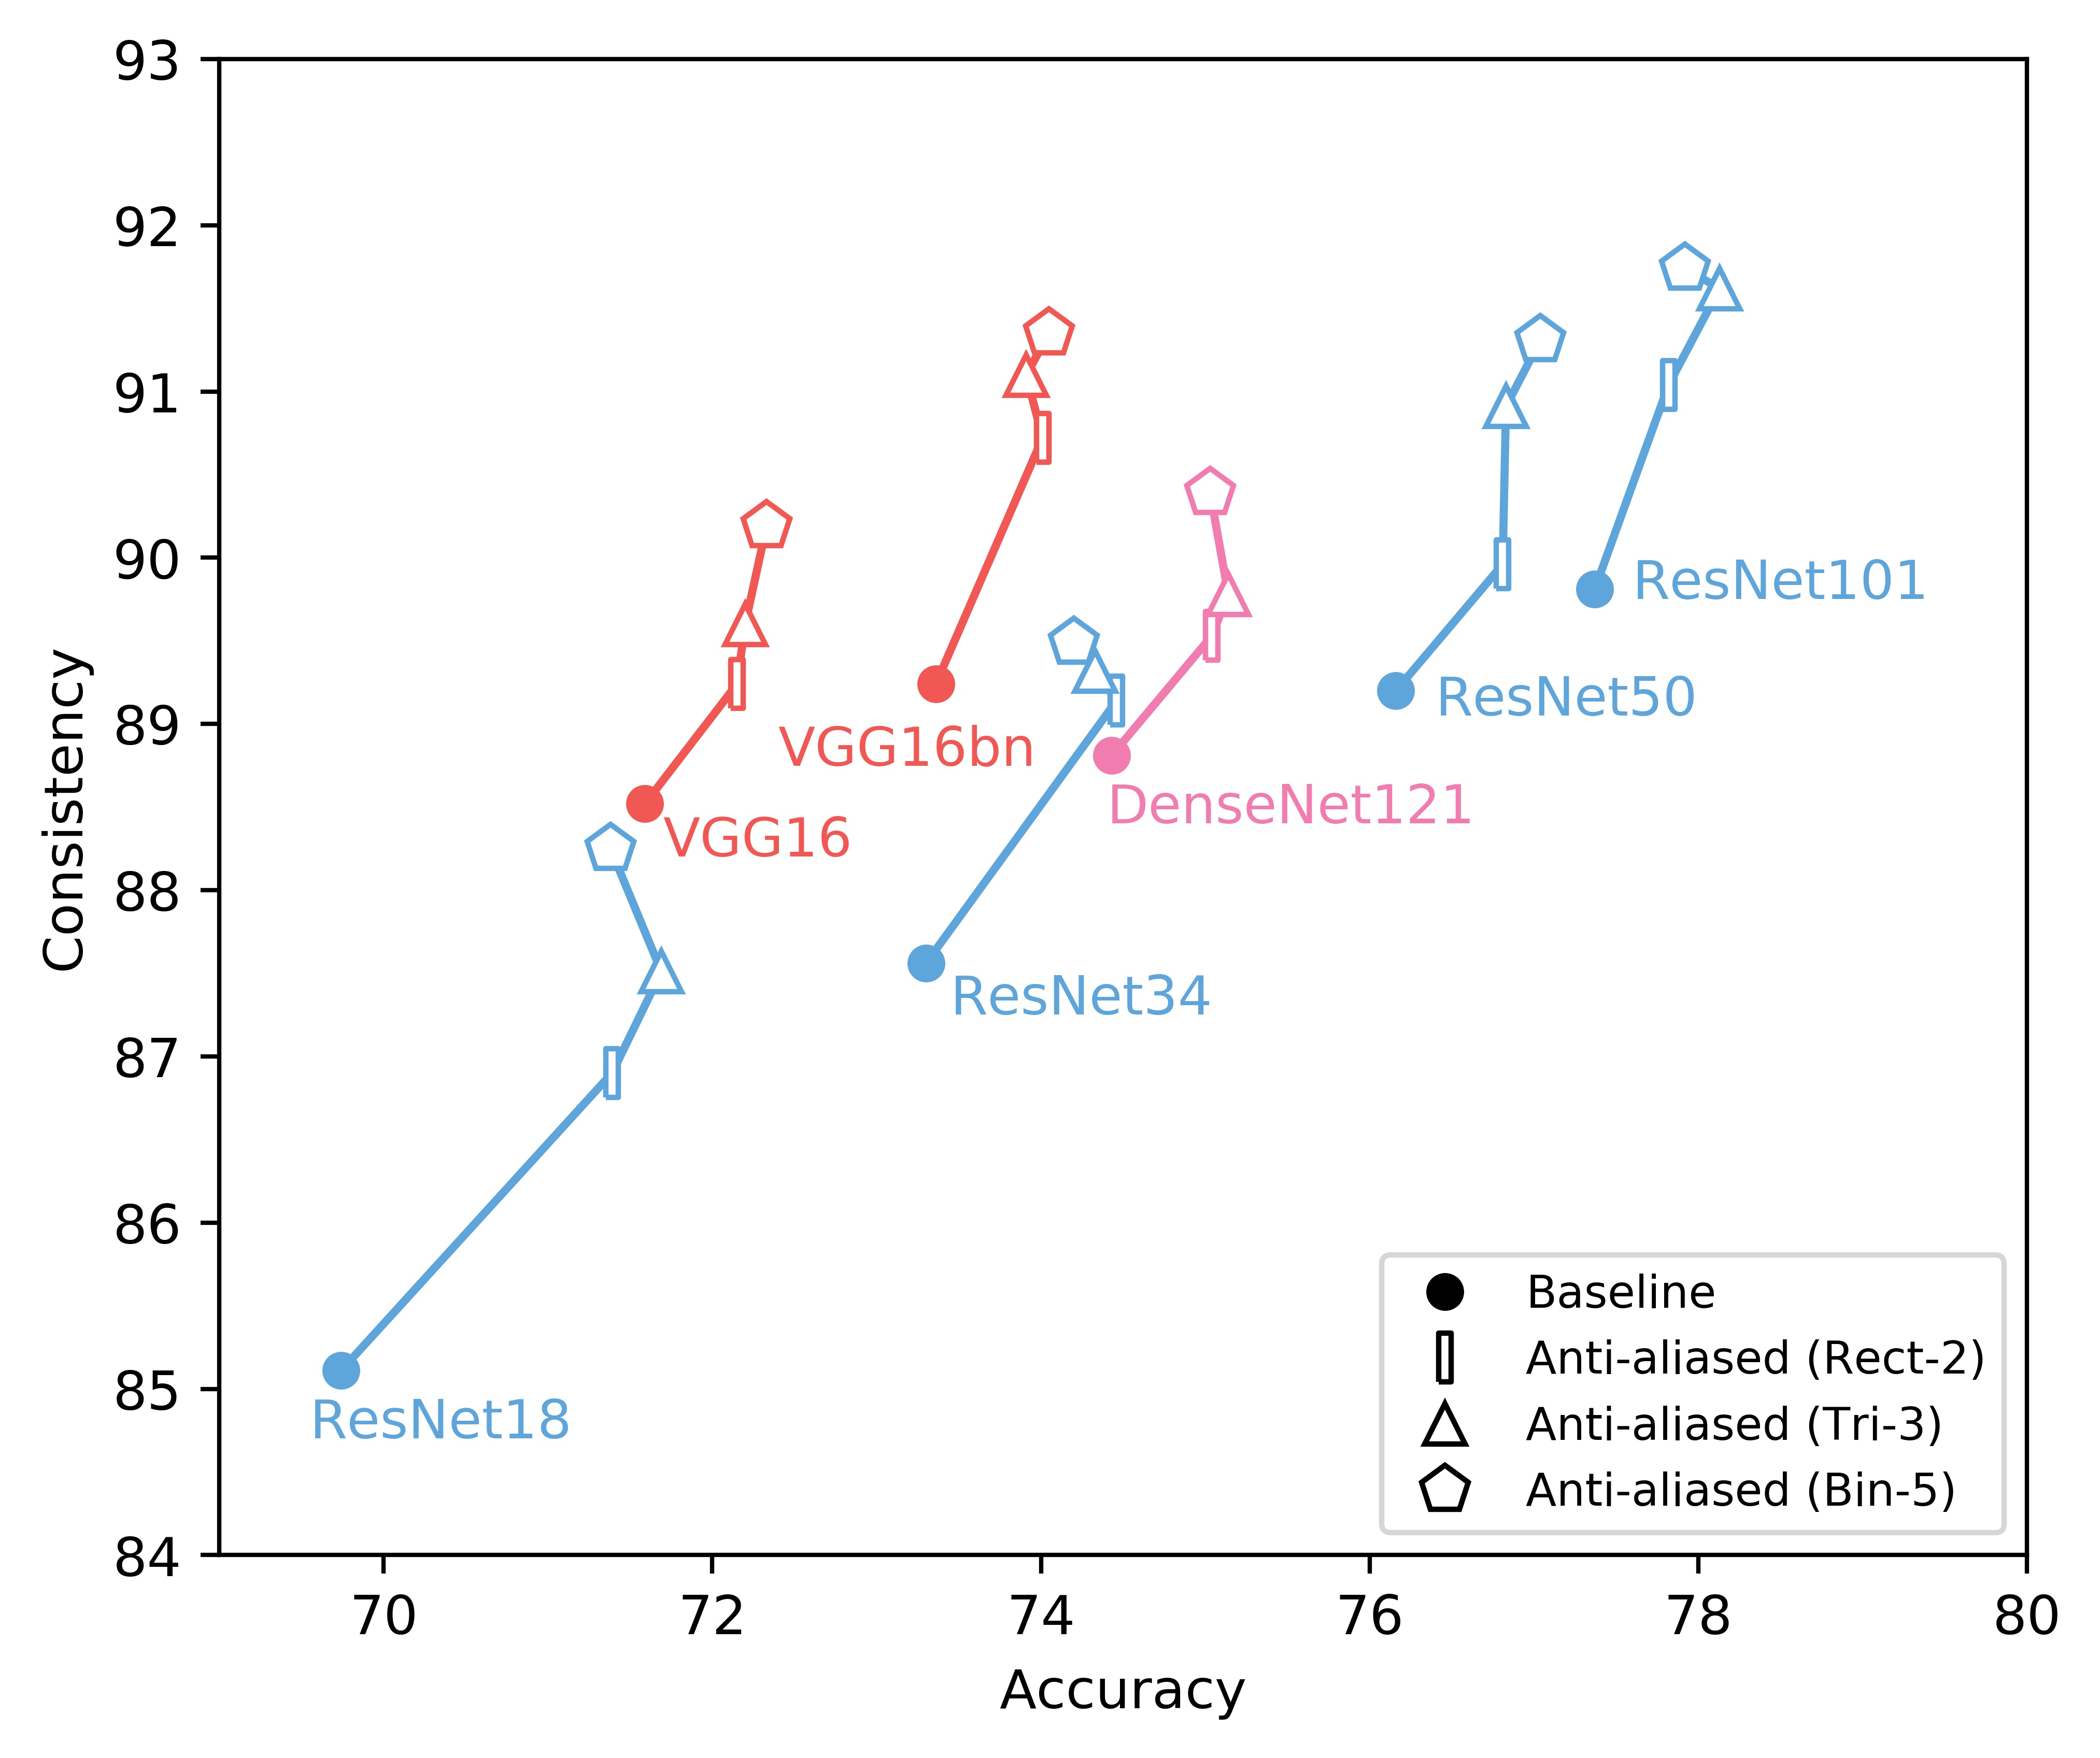 93
92
91
90
89
88
87
86
85
84
Consistency
ResNet101
ResNet50
VGG16bn
DenseNet121
VGG16
ResNet34
ResNet18
Baseline
Anti-aliased (Rect-2)
Anti-aliased (Tri-3)
Anti-aliased (Bin-5)
70 72 74 76 78 80
Accuracy